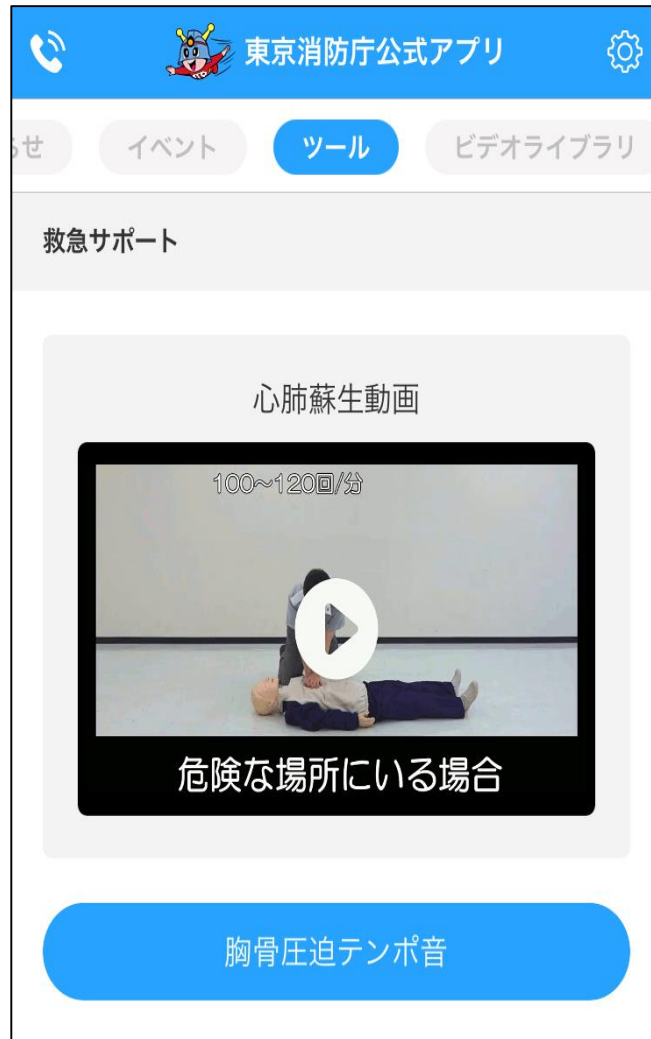 東京消防庁公式アプリ
らせ イベント ツール ビデオライブラリ
救急サポート
心肺蘇生動画
100〜120回/分
危険な場所にいる場合
胸骨圧迫テンポ音